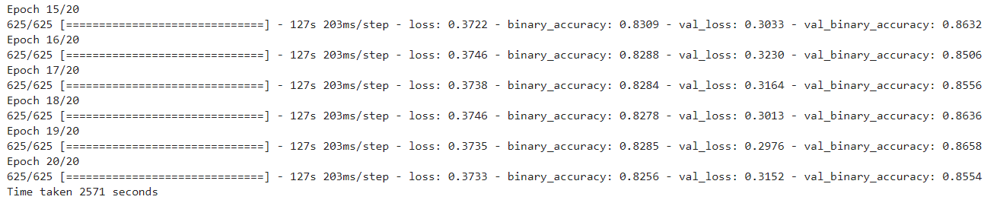 Epoch 15/20
625/625 [==============================] - 127s 203ms/step - loss: 0.3722 - binary_accuracy: 0.8309 - val_loss: 0.3033 - val_binary_accuracy: 0.8632
Epoch 16/20
625/625 [==============================] - 127s 203ms/step - loss: 0.3746 - binary_accuracy: 0.8288 - val_loss: 0.3230 - val_binary_accuracy: 0.8506
Epoch 17/20
625/625 [==============================] - 127s 203ms/step - loss: 0.3738 - binary_accuracy: 0.8284 - val_loss: 0.3164 - val_binary_accuracy: 0.8556
Epoch 18/20
625/625 [==============================] - 127s 203ms/step - loss: 0.3746 - binary_accuracy: 0.8278 - val_loss: 0.3013 - val_binary_accuracy: 0.8636
Epoch 19/20
625/625 [==============================] - 127s 203ms/step - loss: 0.3735 - binary_accuracy: 0.8285 - val_loss: 0.2976 - val_binary_accuracy: 0.8658
Epoch 20/20
625/625 [==============================] - 127s 203ms/step - loss: 0.3733 - binary_accuracy: 0.8256 - val_loss: 0.3152 - val_binary_accuracy: 0.8554
Time taken 2571 seconds